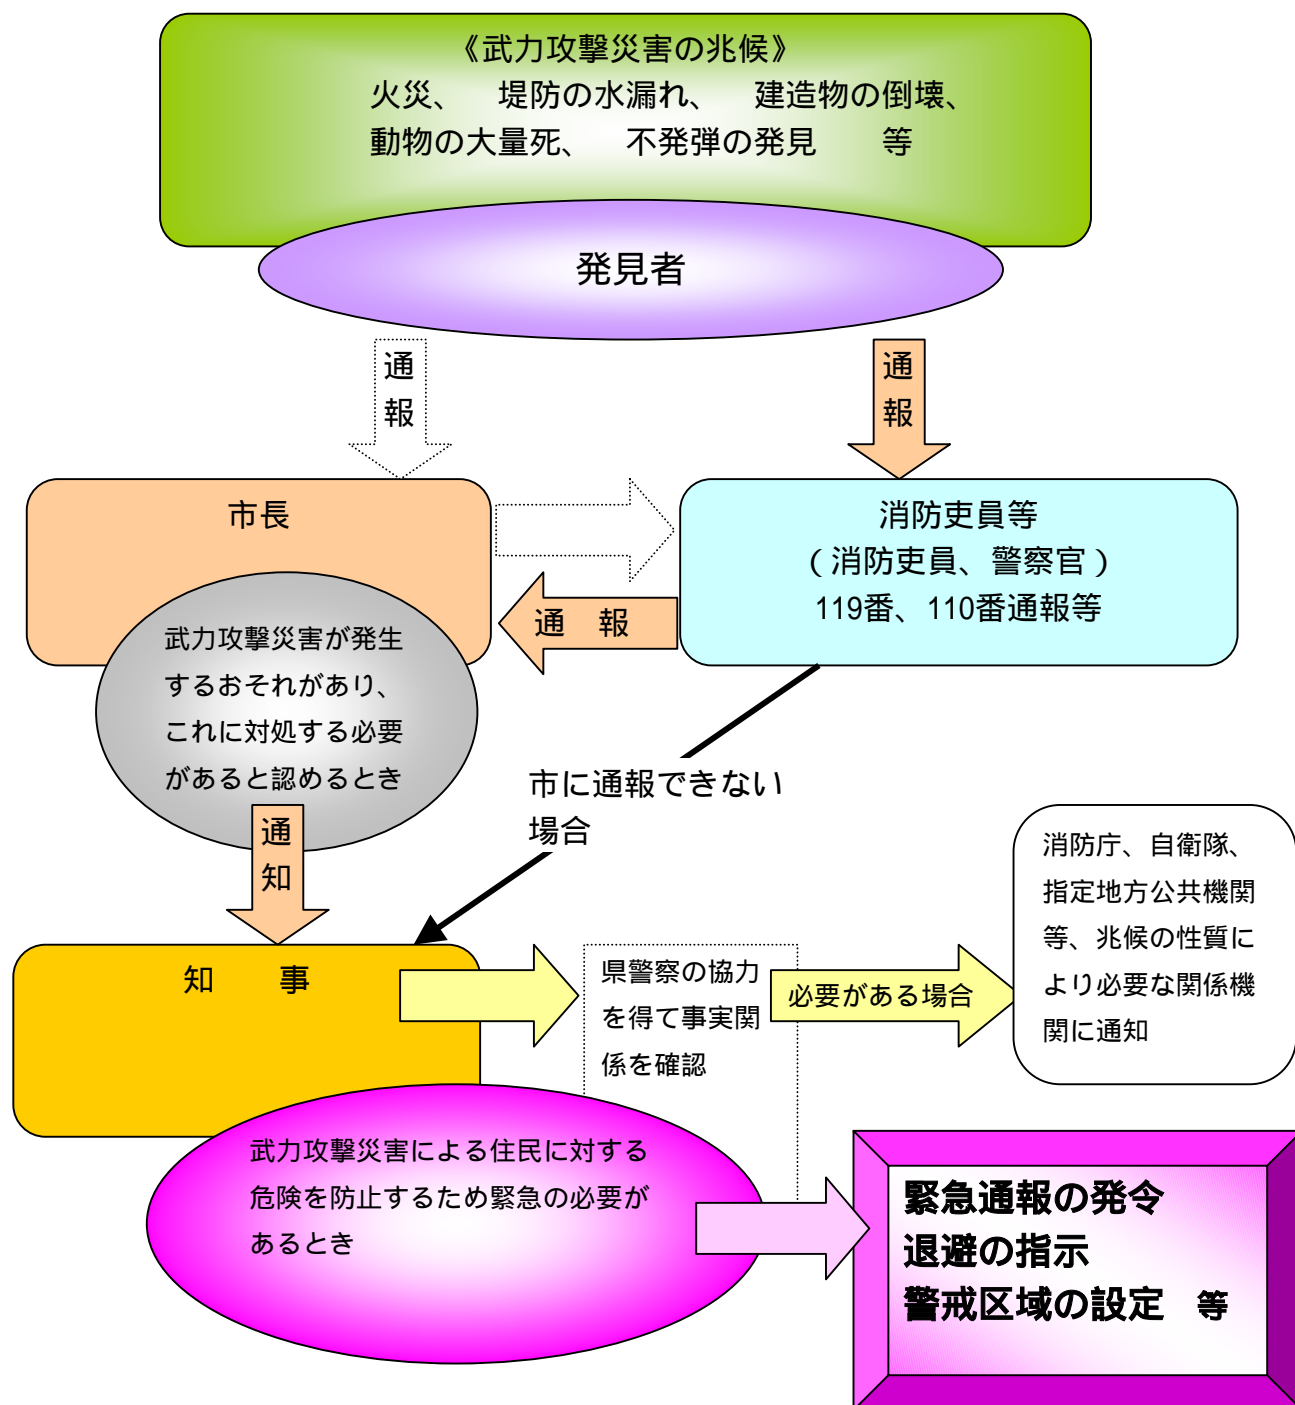 《武力攻撃災害の兆候》
火災、　堤防の水漏れ、　建造物の倒壊、
動物の大量死、　不発弾の発見　　等
発見者
通
報
通
報
市長
消防吏員等
（消防吏員、警察官）
119番、110番通報等
通　報
武力攻撃災害が発生
するおそれがあり、
これに対処する必要
があると認めるとき
市に通報できない
場合
通
知
消防庁、自衛隊、
指定地方公共機関
等、兆候の性質に
より必要な関係機
関に通知
知　　事
県警察の協力
を得て事実関
係を確認
必要がある場合
武力攻撃災害による住民に対する
危険を防止するため緊急の必要が
あるとき
緊急通報の発令
退避の指示
警戒区域の設定　等